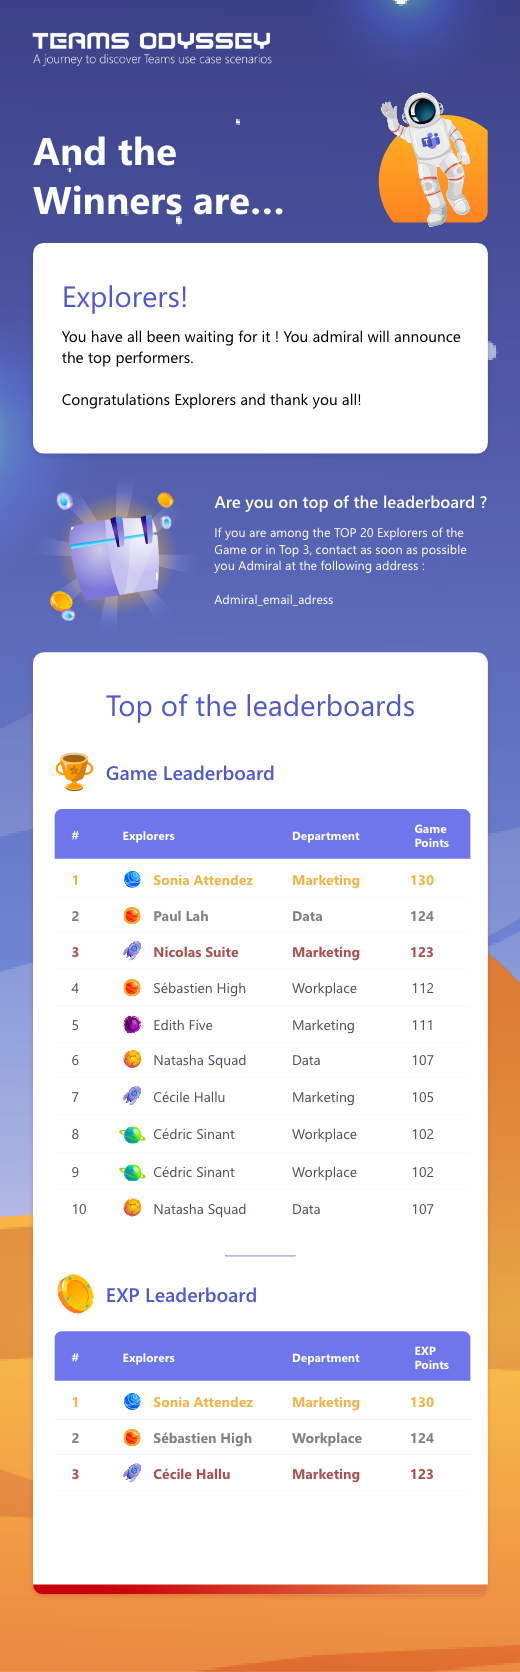 TEAMS ODYSSEY
A journey to discover Teams use case scenarios
And the
Winners are...
Explorers!
You have all been waiting for it ! You admiral will announce
the top performers.
Congratulations Explorers and thank you all!
Are you on top of the leaderboard ?
If you are among the TOP 20 Explorers of the
Game or in Top 3, contact as soon as possible
you Admiral at the following address :
Admiral_email_adress
Top of the leaderboards
Game Leaderboard
# Explorers Department Game Points
1 Sonia Attendez Marketing 130
2 Paul Lah Data 124
3 Nicolas Suite Marketing 123
4 Sébastien High Workplace 112
5 Edith Five Marketing 111
6 Natasha Squad Data 107
7 Cécile Hallu Marketing 105
8 Cédric Sinant Workplace 102
9 Cédric Sinant Workplace 102
10 Natasha Squad Data 107
EXP Leaderboard
# Explorers Department EXP Points
1 Sonia Attendez Marketing 130
2 Sébastien High Workplace 124
3 Cécile Hallu Marketing 123